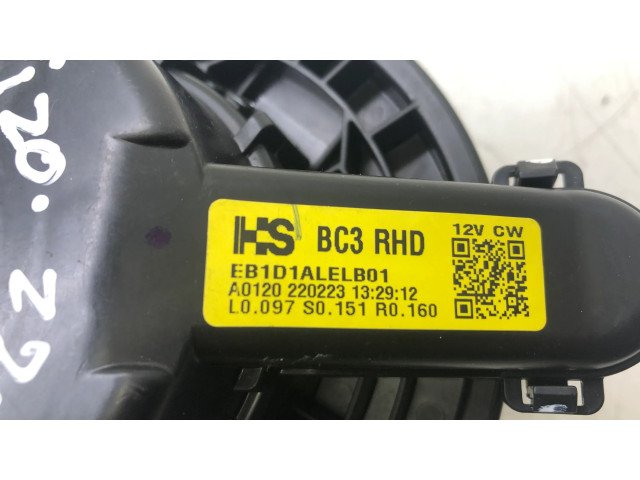 HS BC3 RHD
12V CW
EB1D1ALELB01
A0120 220223 13:29:12
L0.097 S0.151 R0.160